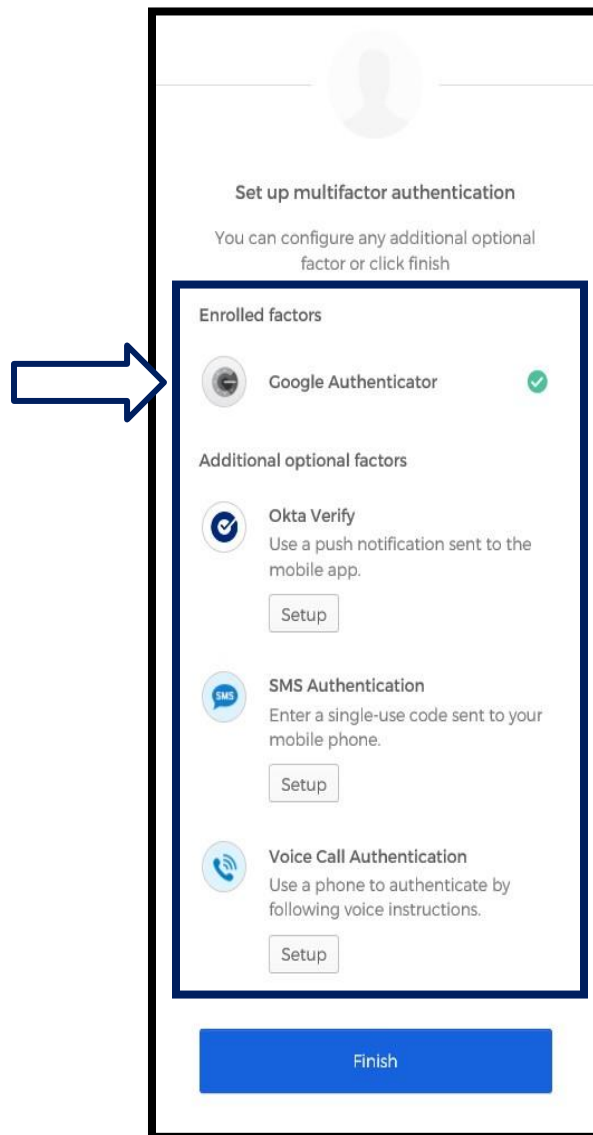 Set up multifactor authentication
You can configure any additional optional
factor or click finish
Enrolled factors
Google Authenticator
Additional optional factors
Okta Verify
Use a push notification sent to the
mobile app.
Setup
SMS
SMS Authentication
Enter a single-use code sent to your
mobile phone.
Setup
Voice Call Authentication
Use a phone to authenticate by
following voice instructions.
Setup
Finish